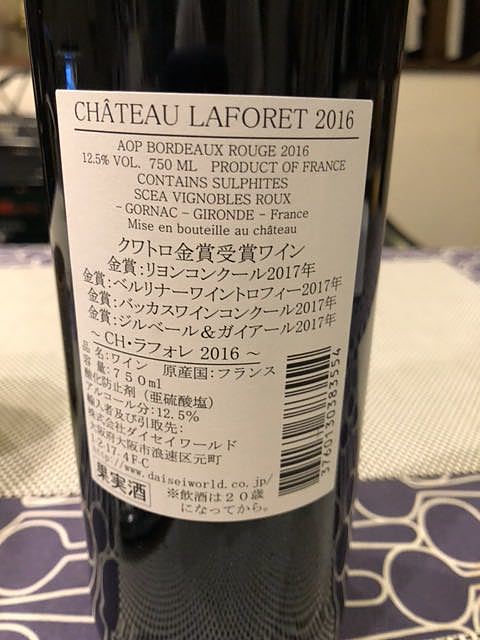 CHÂTEAU LAFORET 2016
AOP BORDEAUX ROUGE 2016
12.5% VOL. 750 ML PRODUCT OF FRANCE
CONTAINS SULPHITES
SCEA VIGNOBLES ROUX
- GORNAC - GIRONDE - France
Mise en bouteille au château
クワトロ金賞受賞ワイン
金賞:リヨンコンクール2017年
金賞:ベルリナーワイントロフィー2017年
金賞:バッカスワインコンクール2017年
金賞:ジルベール&ガイアール2017年
～CH・ラフォレ 2016～
品名:ワイン 原産国:フランス
容量:750ml
酸化防止剤(亜硫酸塩)
アルコール分:12.5%
輸入者及び引取先:
株式会社ダイセイワールド
大阪府大阪市浪速区元町
1-2-17.4F-C
http://www.daiseiworld.co.jp/
果実酒 ※飲酒は20歳
になってから。
3760130383554